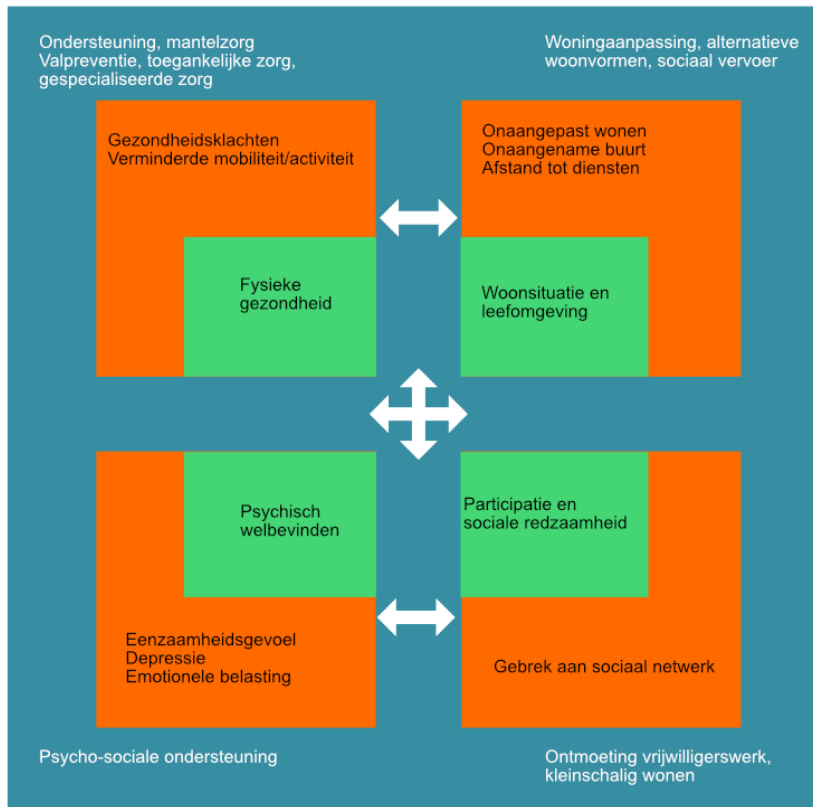 Ondersteuning, mantelzorg
Valpreventie, toegankelijke zorg,
gespecialiseerde zorg
Woningaanpassing, alternatieve
woonvormen, sociaal vervoer
Gezondheidsklachten
Verminderde mobiliteit/activiteit
Onaangepast wonen
Onaangename buurt
Afstand tot diensten
Fysieke
gezondheid
Woonsituatie en
leefomgeving
Psychisch
welbevinden
Participatie en
sociale redzaamheid
Eenzaamheidsgevoel
Depressie
Emotionele belasting
Gebrek aan sociaal netwerk
Psycho-sociale ondersteuning
Ontmoeting vrijwilligerswerk,
kleinschalig wonen